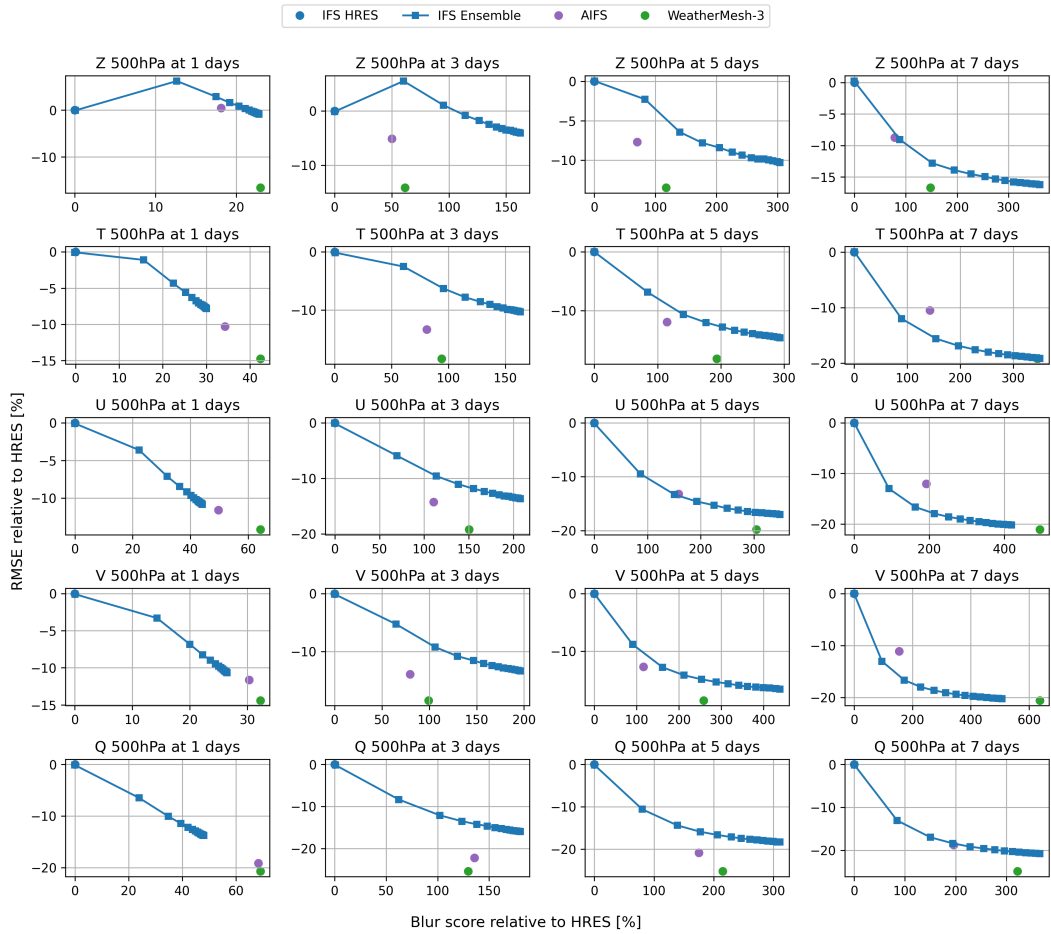 IFS HRES IFS Ensemble AIFS WeatherMesh-3
Z 500hPa at 1 days Z 500hPa at 3 days Z 500hPa at 5 days Z 500hPa at 7 days
0 −10
0 −10
0 −5 −10
0 −5 −10 −15
0 10 20
0 50 100 150
0 100 200 300
0 100 200 300
T 500hPa at 1 days T 500hPa at 3 days T 500hPa at 5 days T 500hPa at 7 days
0 −5 −10 −15
0 −10
0 −10
0 −10 −20
0 10 20 30 40
0 50 100 150
0 100 200 300
0 100 200 300
U 500hPa at 1 days U 500hPa at 3 days U 500hPa at 5 days U 500hPa at 7 days
RMSE relative to HRES [%]
0 −5 −10
0 −10 −20
0 −10 −20
0 −10 −20
0 20 40 60
0 50 100 150 200
0 100 200 300
0 200 400
V 500hPa at 1 days V 500hPa at 3 days V 500hPa at 5 days V 500hPa at 7 days
0 −5 −10 −15
0 −10
0 −10
0 −10 −20
0 20 40 60
0 50 100 150 200
0 100 200 300 400
0 200 400 600
Q 500hPa at 1 days Q 500hPa at 3 days Q 500hPa at 5 days Q 500hPa at 7 days
0 −10 −20
0 −10 −20
0 −10 −20
0 −10 −20
0 20 40 60
0 50 100 150
0 100 200 300
0 100 200 300
Blur score relative to HRES [%]